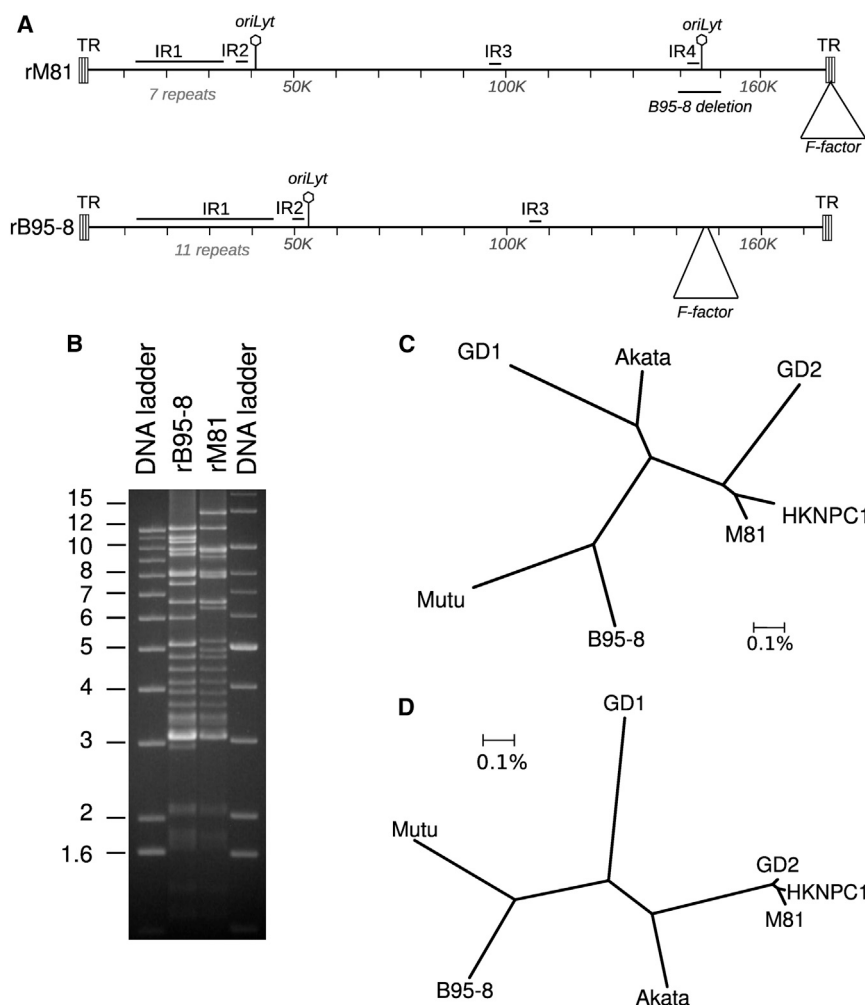 A
oriLyt
oriLyt
TR
IR1
IR2
IR3
IR4
TR
rM81
7 repeats
50K
100K
160K
B95-8 deletion
F-factor
oriLyt
TR
IR1
IR2
IR3
TR
rB95-8
11 repeats
50K
100K
160K
F-factor
B
DNA ladder
rB95-8
rM81
DNA ladder
15
12
10
8
7
6
5
4
3
2
1.6
C
GD1
Akata
GD2
HKNPC1
M81
Mutu
B95-8
0.1%
D
GD1
0.1%
Mutu
GD2
HKNPC1
M81
B95-8
Akata